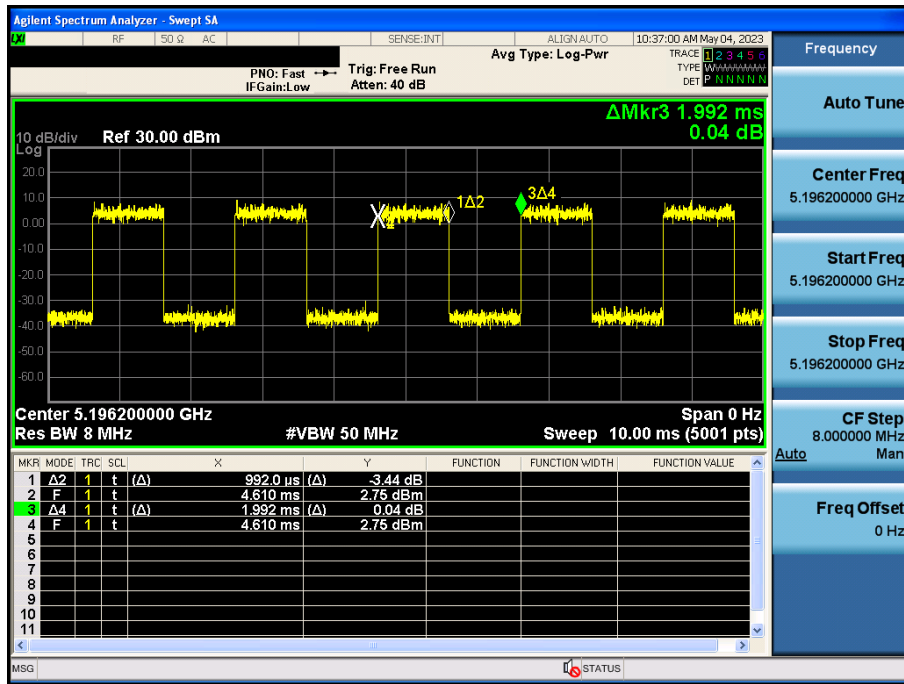 Agilent Spectrum Analyzer - Swept SA
LXI RF 50 Ω AC SENSE:INT ALIGN AUTO 10:37:00 AM May 04, 2023
Avg Type: Log-Pwr
TRACE 1 2 3 4 5 6
TYPE WWWWWW
DET P N N N N N
PNO: Fast Trig: Free Run
IFGain:Low Atten: 40 dB
ΔMkr3 1.992 ms
0.04 dB
10 dB/div Ref 30.00 dBm
Log
20.0
10.0
0.00
-10.0
-20.0
-30.0
-40.0
-50.0
-60.0
1Δ2
3Δ4
Center 5.196200000 GHz Span 0 Hz
Res BW 8 MHz #VBW 50 MHz Sweep 10.00 ms (5001 pts)
MKR MODE TRC SCL X Y FUNCTION FUNCTION WIDTH FUNCTION VALUE
1 Δ2 1 t (Δ) 992.0 µs (Δ) -3.44 dB
2 F 1 t 4.610 ms 2.75 dBm
3 Δ4 1 t (Δ) 1.992 ms (Δ) 0.04 dB
4 F 1 t 4.610 ms 2.75 dBm
5
6
7
8
9
10
11
MSG STATUS
Frequency
Auto Tune
Center Freq
5.196200000 GHz
Start Freq
5.196200000 GHz
Stop Freq
5.196200000 GHz
CF Step
8.000000 MHz
Auto Man
Freq Offset
0 Hz